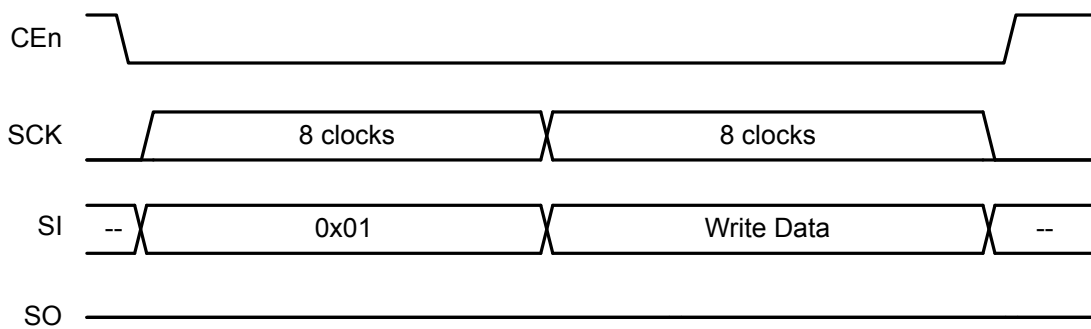 CEn
SCK 8 clocks 8 clocks
SI -- 0x01 Write Data --
SO